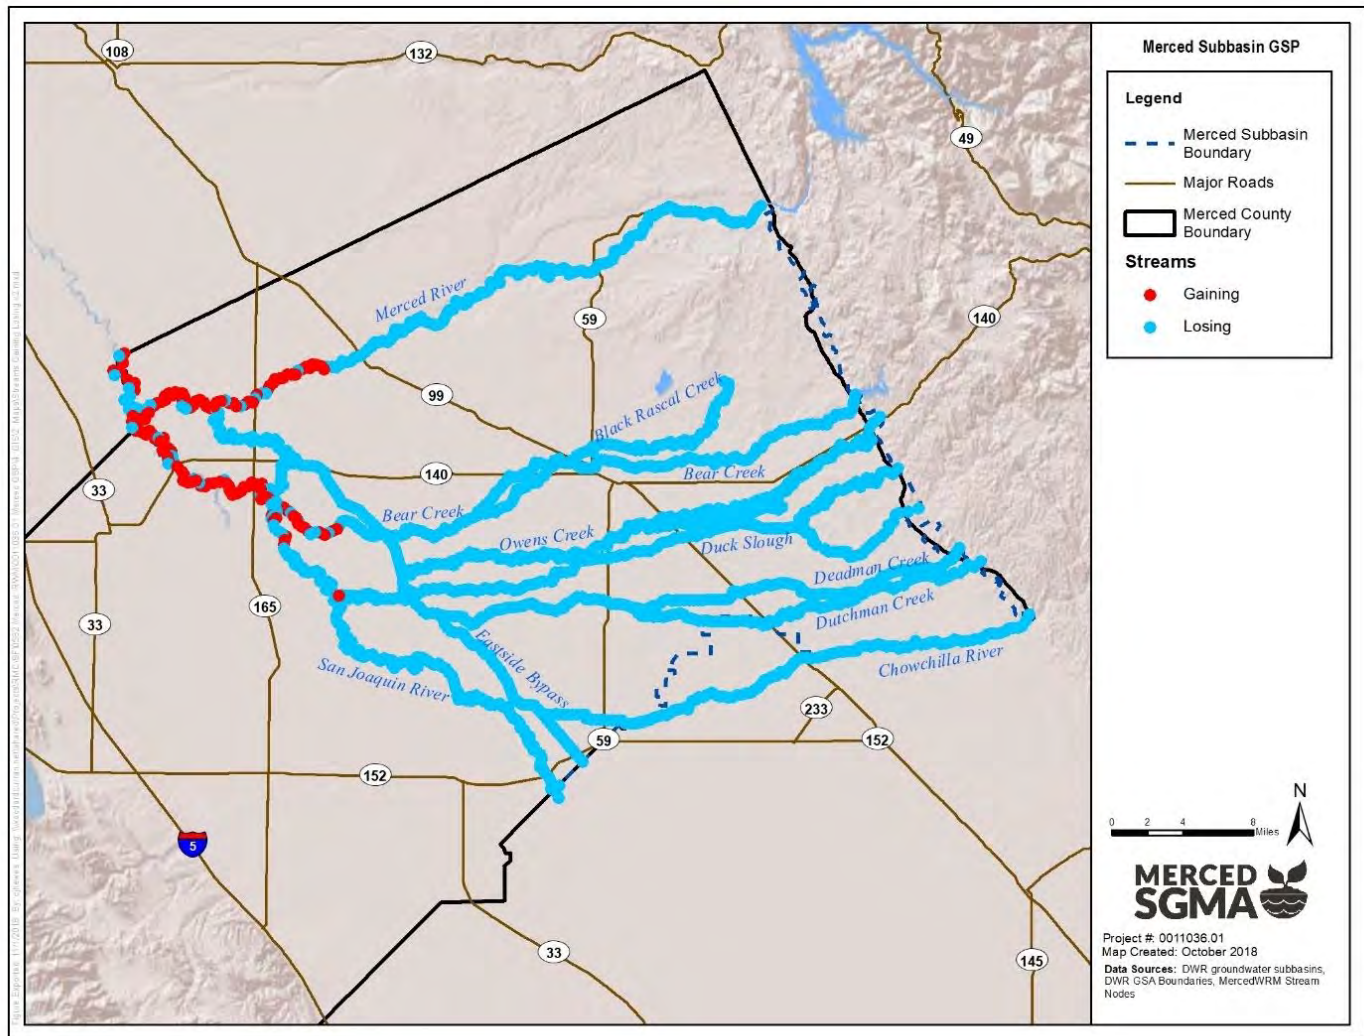 Merced Subbasin GSP
Legend
Merced Subbasin
Boundary
Major Roads
Merced County
Boundary
Streams
Gaining
Losing
108
132
49
Merced River
59
140
99
Black Rascal Creek
33
140
Bear Creek
Bear Creek
Owens Creek
Duck Slough
Deadman Creek
165
33
Dutchman Creek
Eastside Bypass
San Joaquin River
Chowchilla River
233
59
152
152
5
33
145
N
0 2 4 8
Miles
MERCED
SGMA
Project #: 0011036.01
Map Created: October 2018
Data Sources: DWR groundwater subbasins,
DWR GSA Boundaries, MercedWRM Stream
Nodes